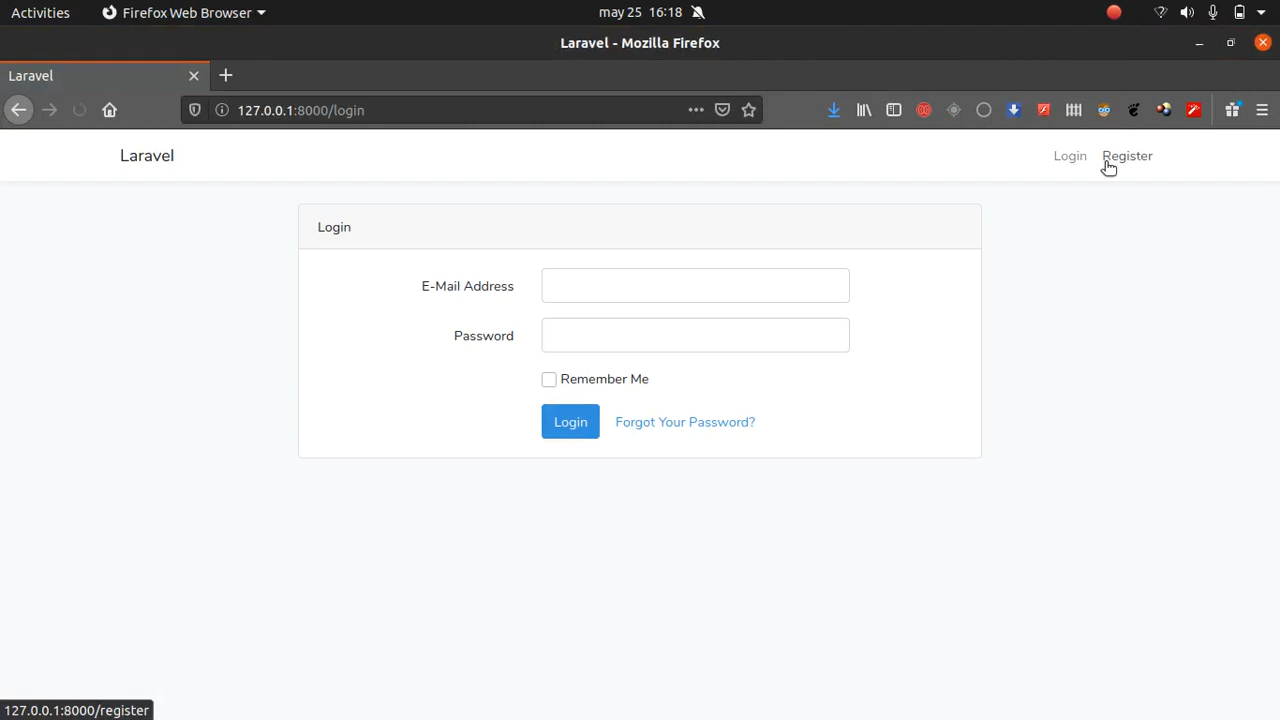 Activities Firefox Web Browser may 25 16:18
Laravel - Mozilla Firefox
Laravel
127.0.0.1:8000/login
Laravel Login Register
Login
E-Mail Address
Password
Remember Me
Login Forgot Your Password?
127.0.0.1:8000/register